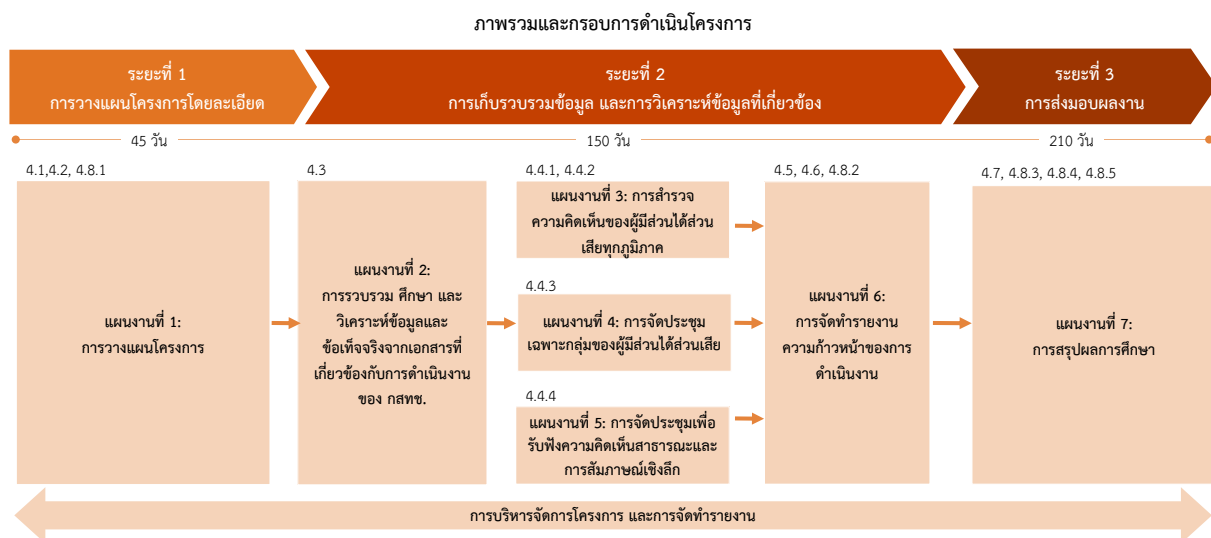 ภาพรวมและกรอบการดำเนินโครงการ
ระยะที่ 1
การวางแผนโครงการโดยละเอียด
ระยะที่ 2
การเก็บรวบรวมข้อมูล และการวิเคราะห์ข้อมูลที่เกี่ยวข้อง
ระยะที่ 3
การส่งมอบผลงาน
45 วัน
150 วัน
210 วัน
4.1,4.2, 4.8.1
แผนงานที่ 1:
การวางแผนโครงการ
4.3
แผนงานที่ 2:
การรวบรวม ศึกษา และ
วิเคราะห์ข้อมูลและ
ข้อเท็จจริงจากเอกสารที่
เกี่ยวข้องกับการดำเนินงาน
ของ กสทช.
4.4.1, 4.4.2
แผนงานที่ 3: การสำรวจ
ความคิดเห็นของผู้มีส่วนได้ส่วน
เสียทุกภูมิภาค
4.4.3
แผนงานที่ 4: การจัดประชุม
เฉพาะกลุ่มของผู้มีส่วนได้ส่วนเสีย
4.4.4
แผนงานที่ 5: การจัดประชุมเพื่อ
รับฟังความคิดเห็นสาธารณะและ
การสัมภาษณ์เชิงลึก
4.5, 4.6, 4.8.2
แผนงานที่ 6:
การจัดทำรายงาน
ความก้าวหน้าของการ
ดำเนินงาน
4.7, 4.8.3, 4.8.4, 4.8.5
แผนงานที่ 7:
การสรุปผลการศึกษา
การบริหารจัดการโครงการ และการจัดทำรายงาน